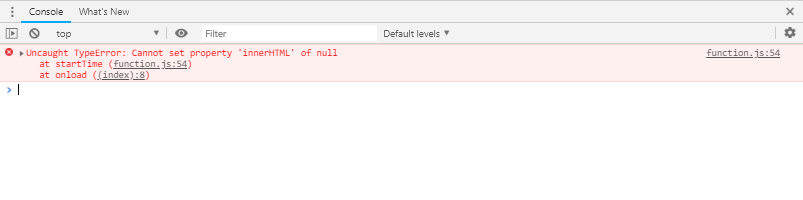 Console What's New
top Filter Default levels
Uncaught TypeError: Cannot set property 'innerHTML' of null function.js:54
at startTime (function.js:54)
at onload ((index):8)